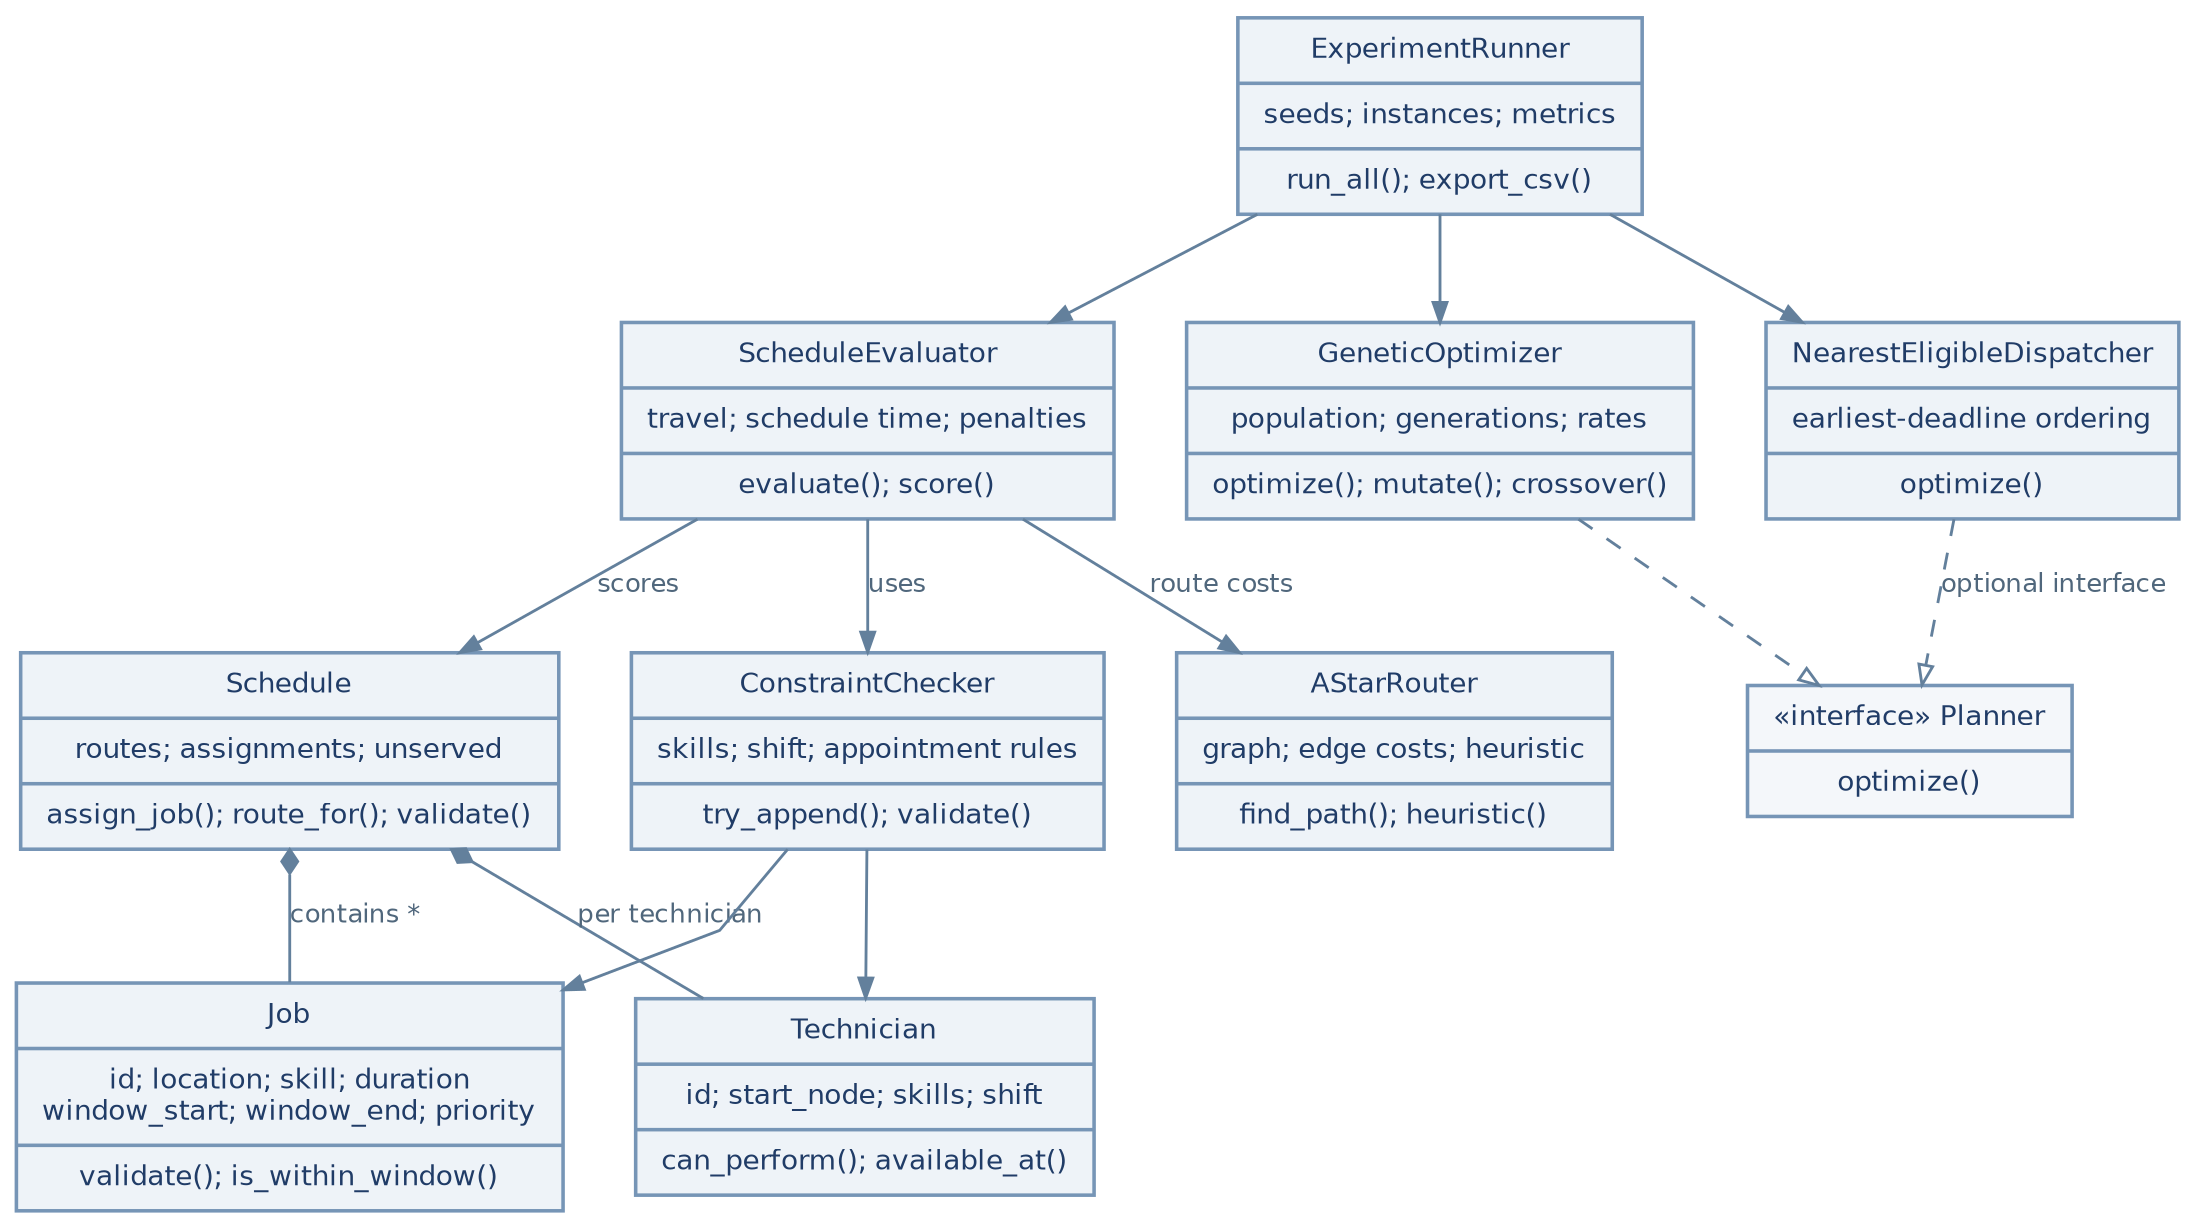 ExperimentRunner
seeds; instances; metrics
run_all(); export_csv()
ScheduleEvaluator
travel; schedule time; penalties
evaluate(); score()
GeneticOptimizer
population; generations; rates
optimize(); mutate(); crossover()
NearestEligibleDispatcher
earliest-deadline ordering
optimize()
scores
uses
route costs
optional interface
Schedule
routes; assignments; unserved
assign_job(); route_for(); validate()
ConstraintChecker
skills; shift; appointment rules
try_append(); validate()
AStarRouter
graph; edge costs; heuristic
find_path(); heuristic()
«interface» Planner
optimize()
contains *
per technician
Job
id; location; skill; duration
window_start; window_end; priority
validate(); is_within_window()
Technician
id; start_node; skills; shift
can_perform(); available_at()